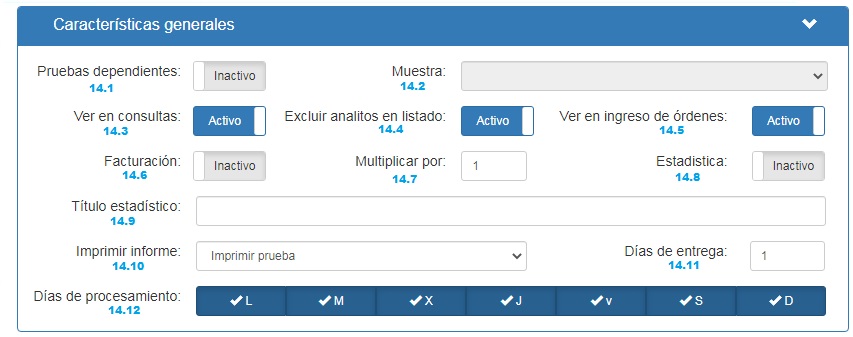 Características generales
Pruebas dependientes: Inactivo Muestra:
14.1 14.2
Ver en consultas: Activo Excluir analitos en listado: Activo Ver en ingreso de órdenes: Activo
14.3 14.4 14.5
Facturación: Inactivo Multiplicar por: 1 Estadistica: Inactivo
14.6 14.7 14.8
Título estadístico:
14.9
Imprimir informe: Imprimir prueba Días de entrega: 1
14.10 14.11
Días de procesamiento: L M X J v S D
14.12